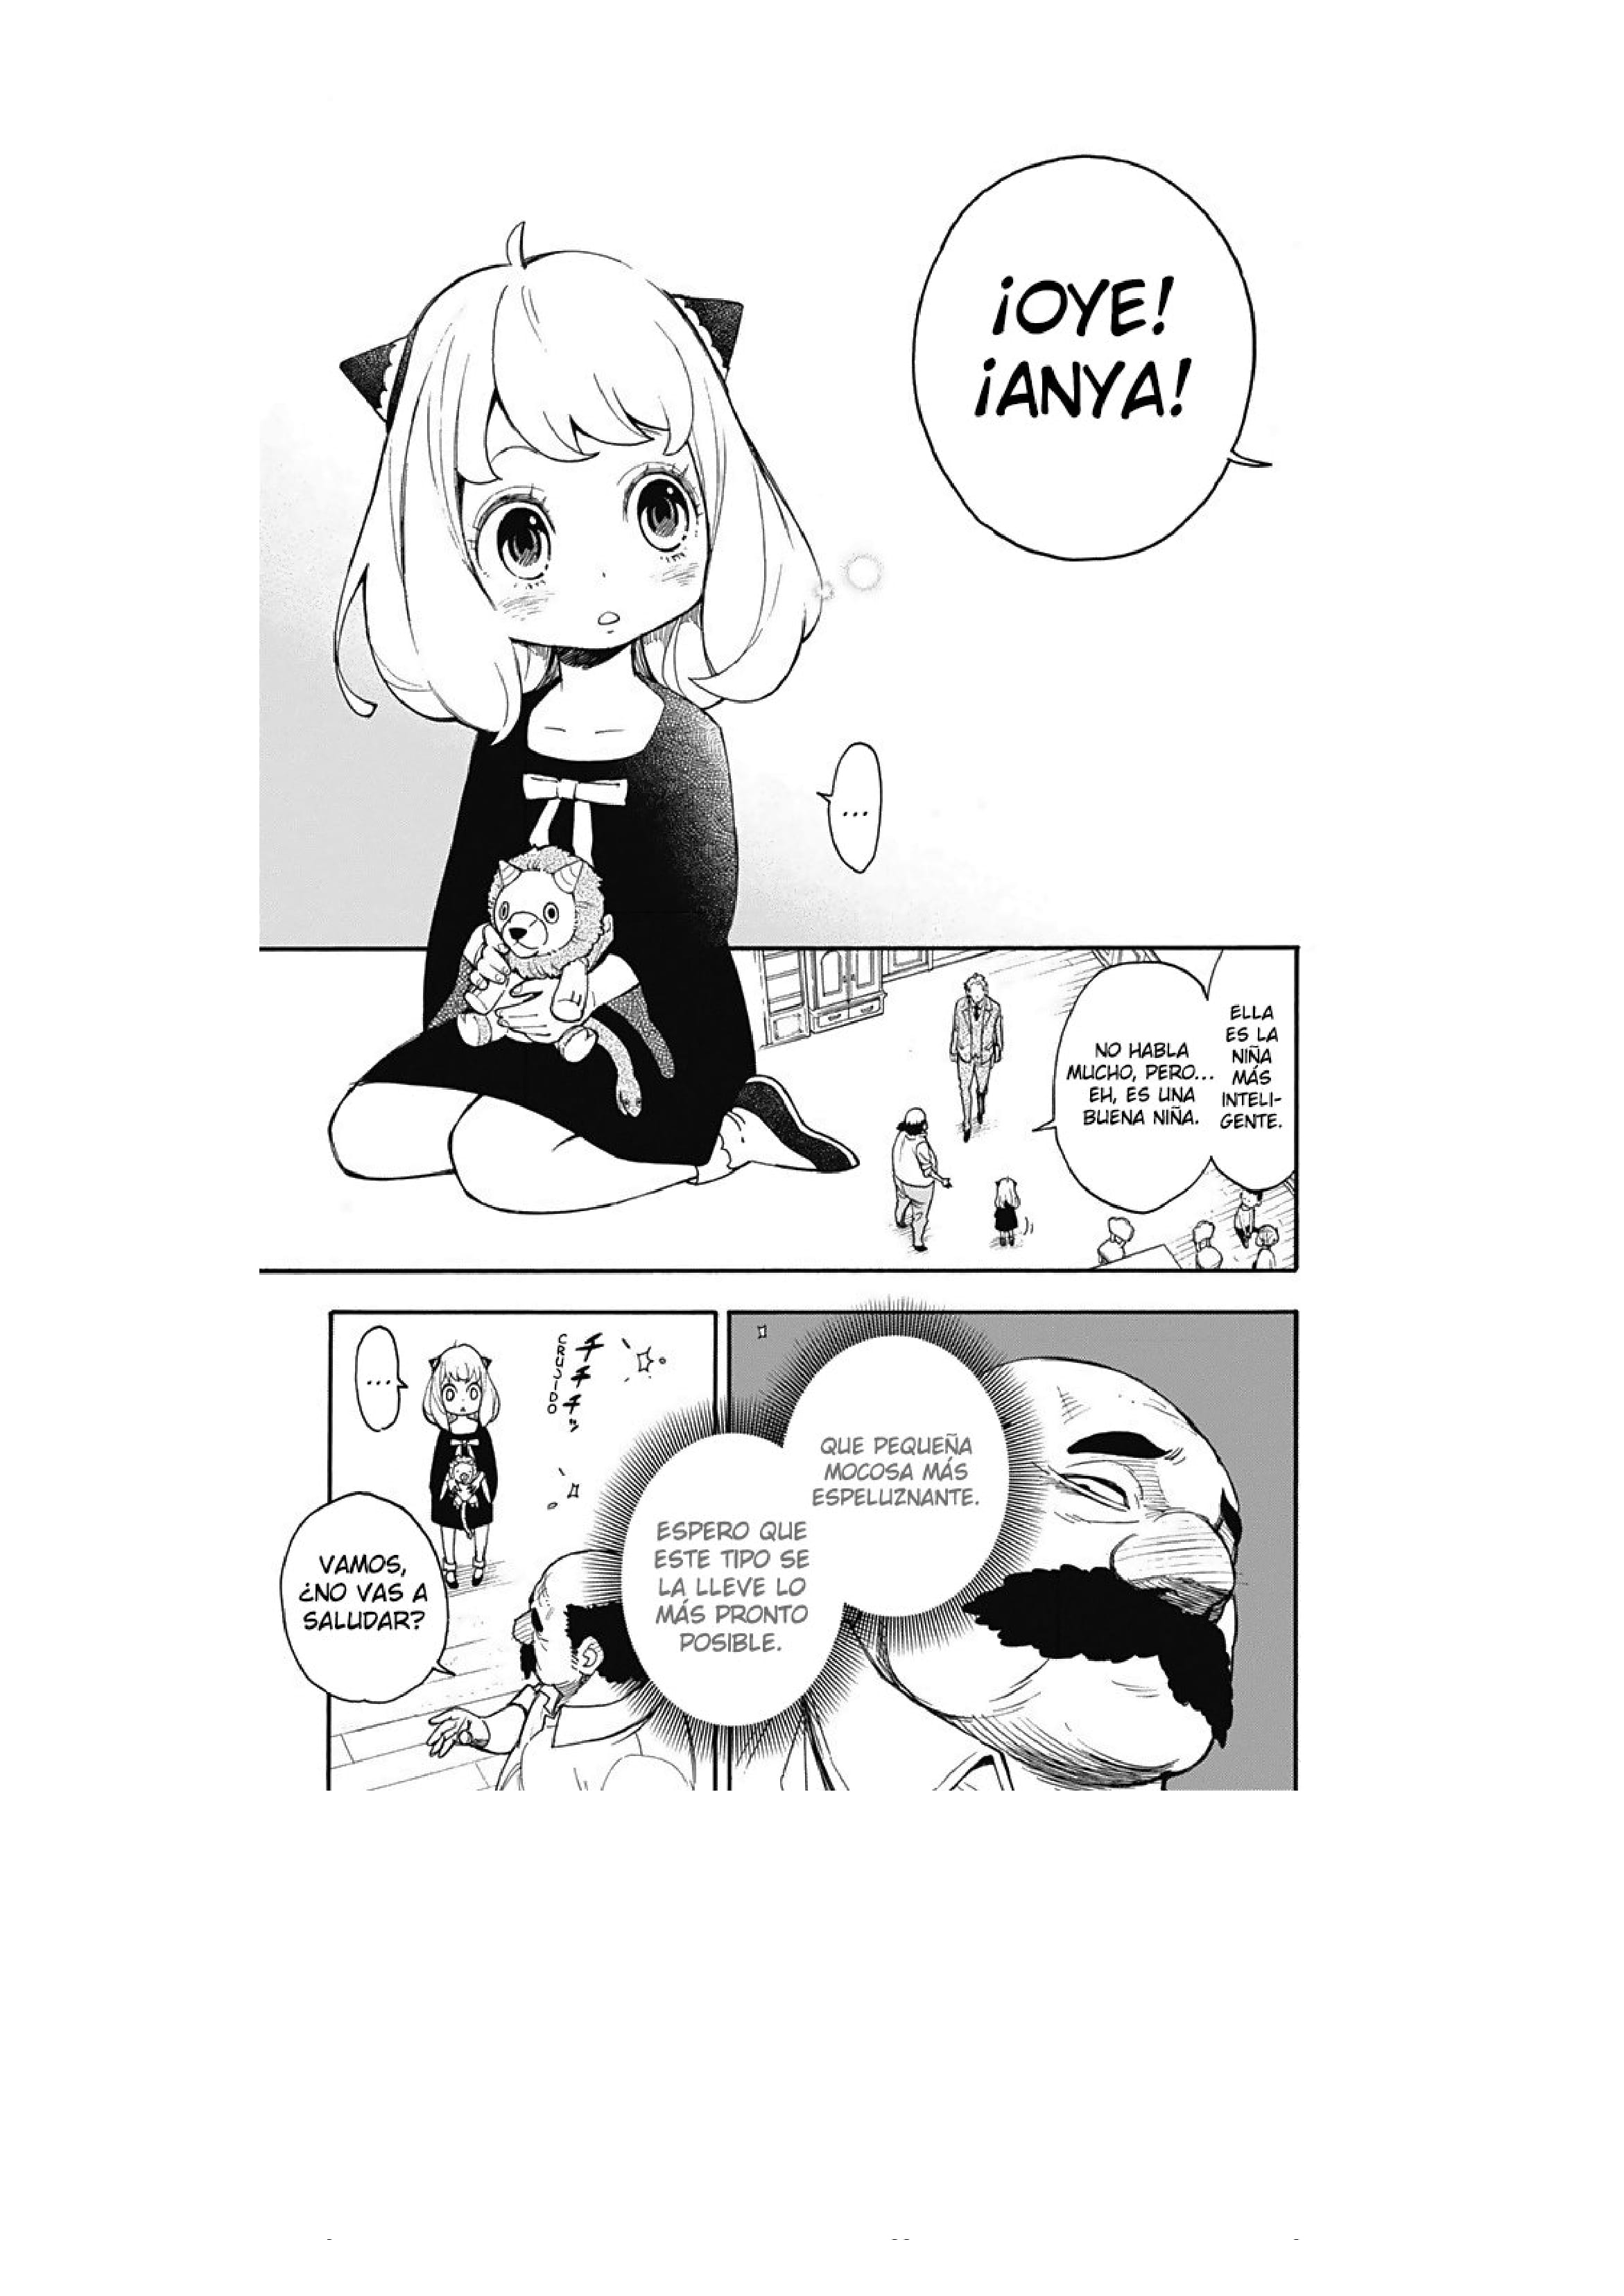 ¡OYE!
¡ANYA!
...
ELLA
ES LA
NIÑA
MÁS
INTELI-
GENTE.
NO HABLA
MUCHO, PERO...
EH, ES UNA
BUENA NIÑA.
QUE PEQUEÑA
MOCOSA MÁS
ESPELUZNANTE.
ESPERO QUE
ESTE TIPO SE
LA LLEVE LO
MÁS PRONTO
POSIBLE.
チチチッ
CRUJIDO
...
VAMOS,
¿NO VAS A
SALUDAR?